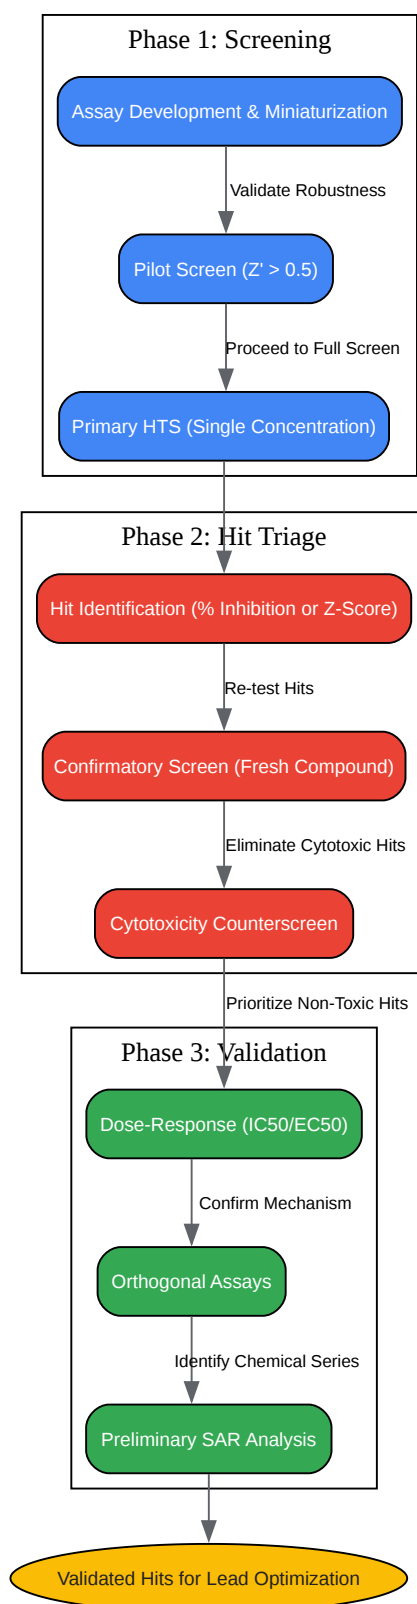 Phase 1: Screening
Assay Development & Miniaturization
Validate Robustness
Pilot Screen (Z' > 0.5)
Proceed to Full Screen
Primary HTS (Single Concentration)
Phase 2: Hit Triage
Hit Identification (% Inhibition or Z-Score)
Re-test Hits
Confirmatory Screen (Fresh Compound)
Eliminate Cytotoxic Hits
Cytotoxicity Counterscreen
Prioritize Non-Toxic Hits
Phase 3: Validation
Dose-Response (IC50/EC50)
Confirm Mechanism
Orthogonal Assays
Identify Chemical Series
Preliminary SAR Analysis
Validated Hits for Lead Optimization